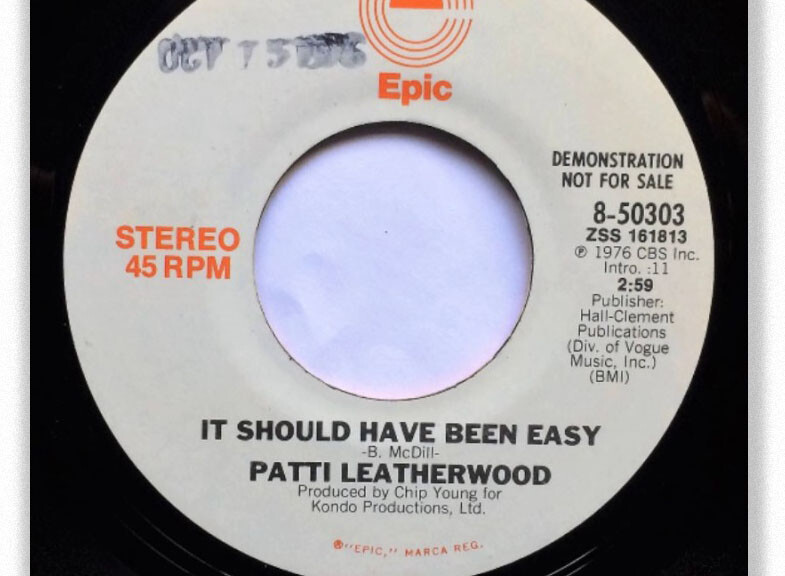 Epic
DEMONSTRATION
NOT FOR SALE
8-50303
ZSS 161813
℗ 1976 CBS Inc.
Intro. :11
2:59
Publisher:
Hall-Clement
Publications
(Div. of Vogue
Music, Inc.)
(BMI)
STEREO
45 RPM
IT SHOULD HAVE BEEN EASY
-B. McDill-
PATTI LEATHERWOOD
Produced by Chip Young for
Kondo Productions, Ltd.
®"EPIC," MARCA REG.